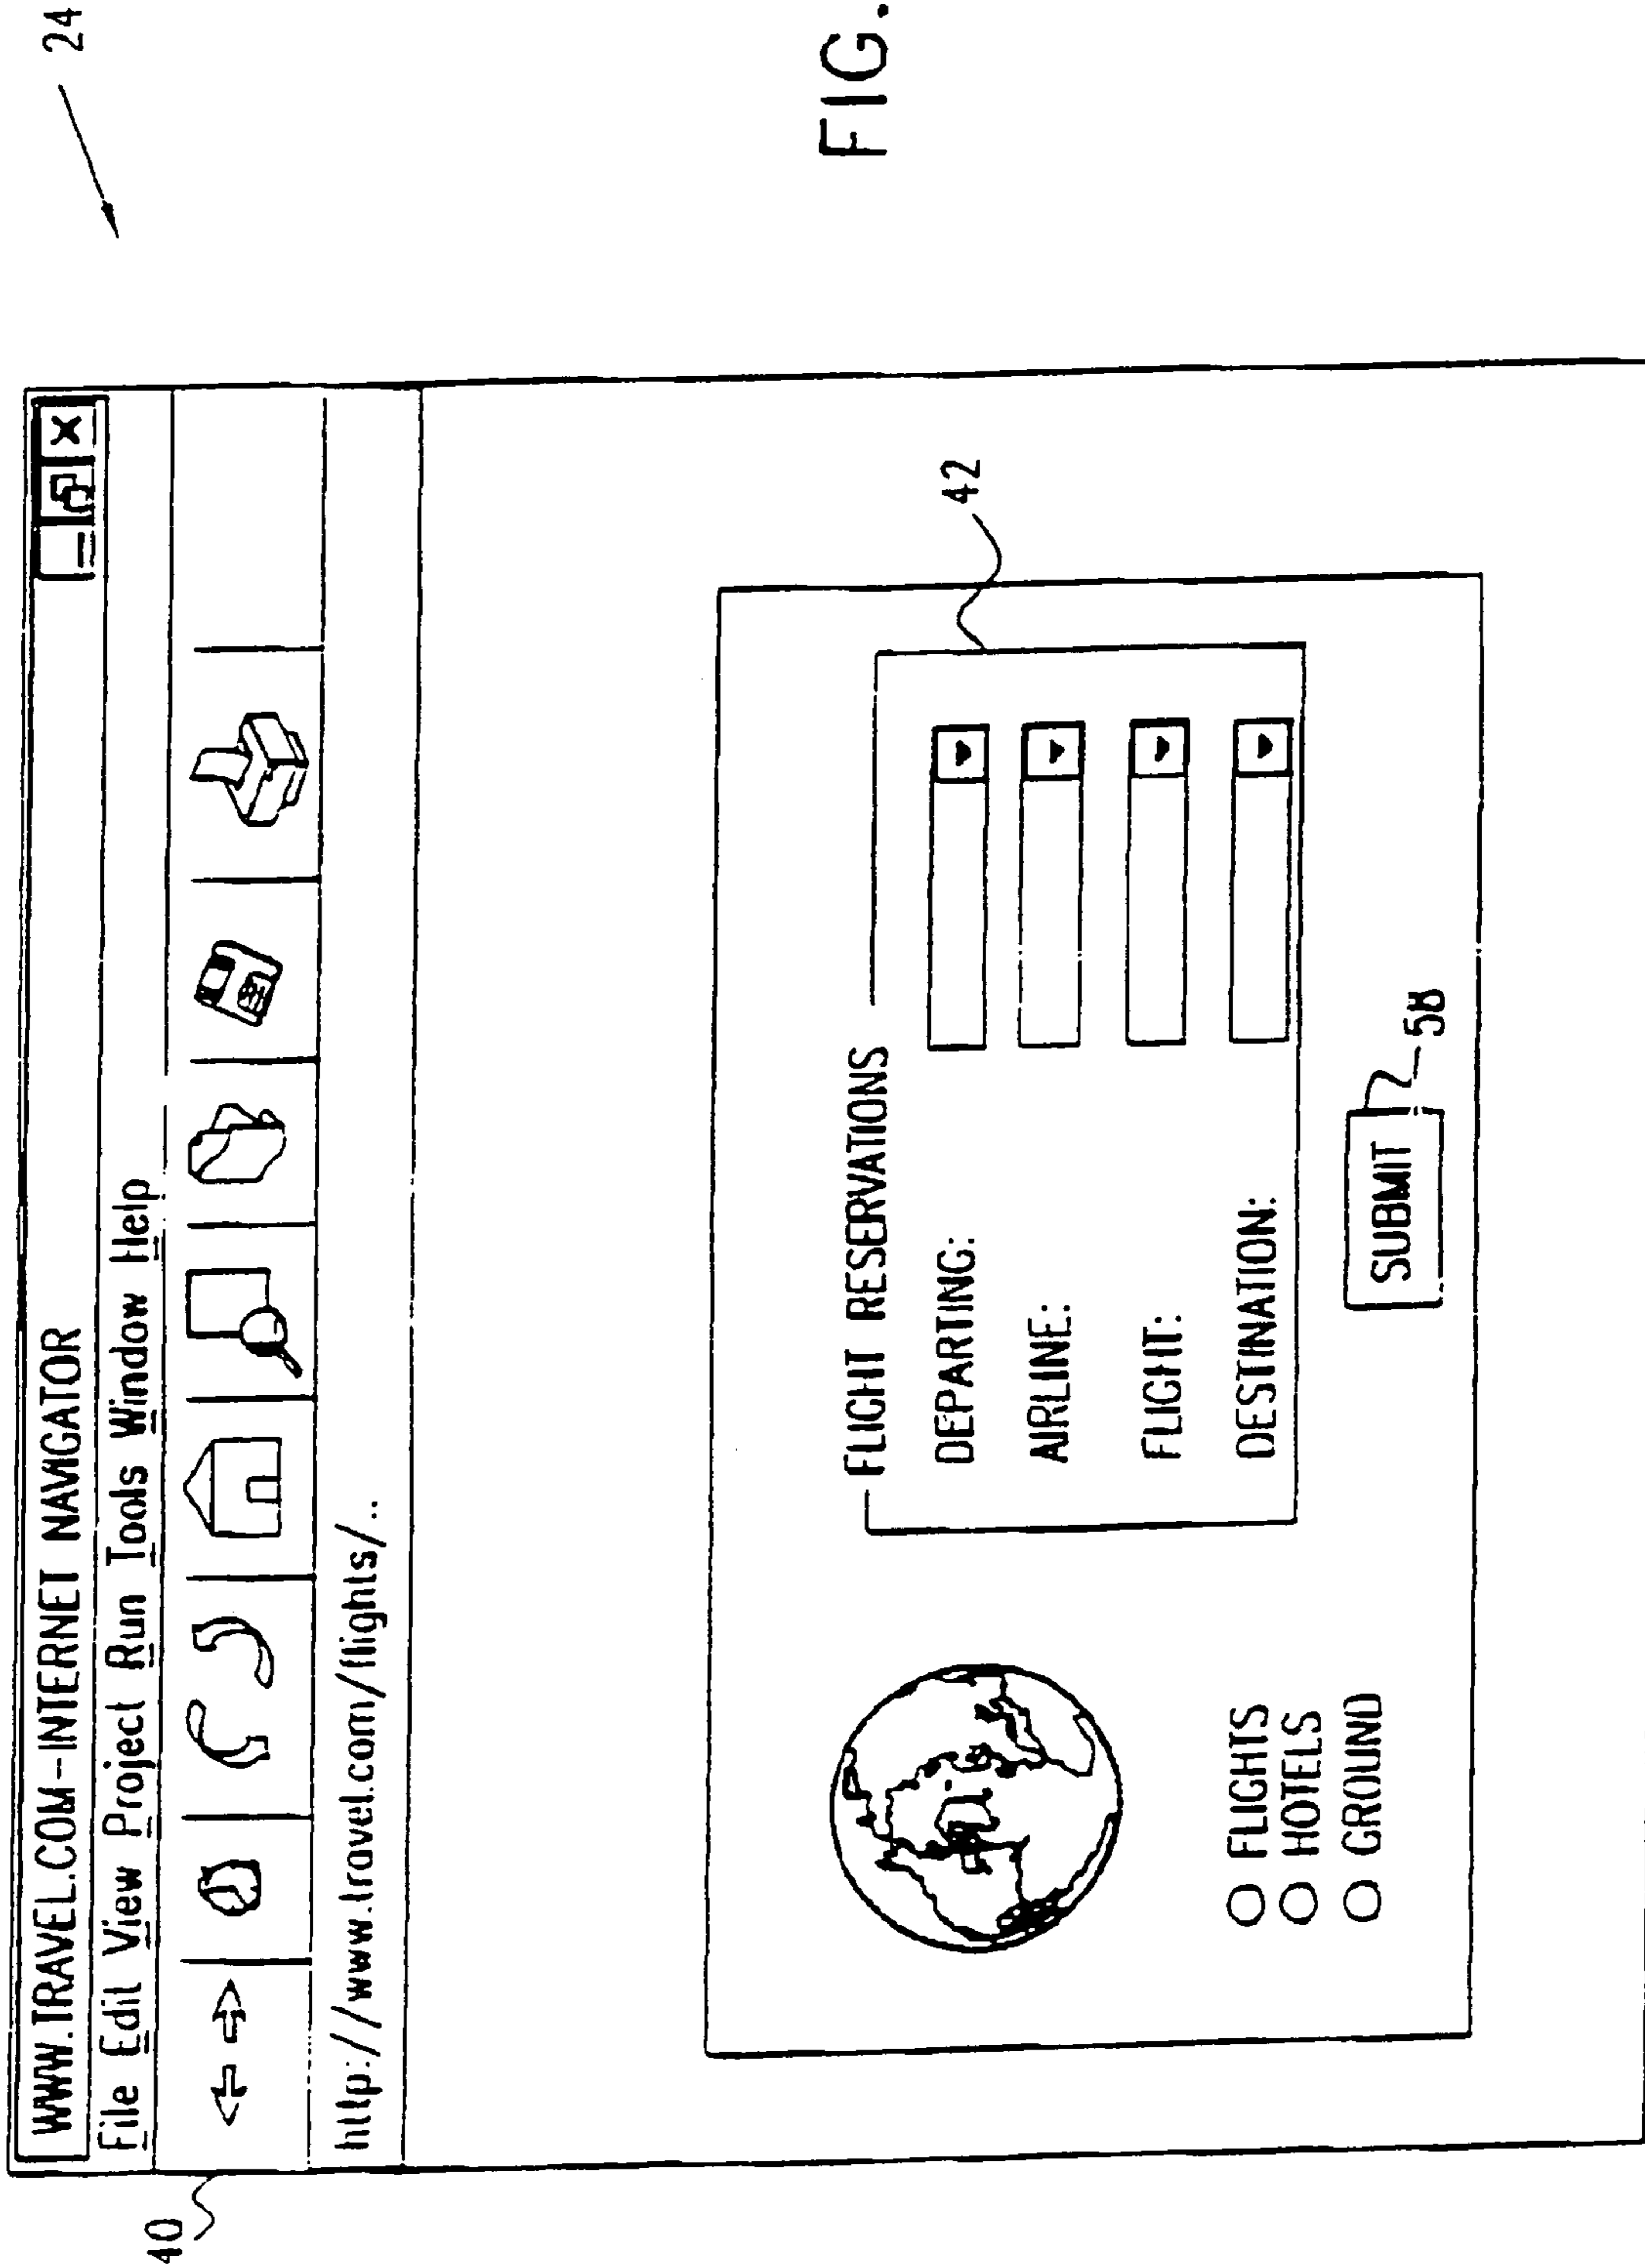 24
WWW.TRAVEL.COM-INTERNET NAVIGATOR
File Edit View Project Run Tools Window Help
40
http://www.travel.com/flights/..
42
FLIGHT RESERVATIONS
DEPARTING:
AIRLINE:
FLIGHT:
DESTINATION:
FLIGHTS
HOTELS
GROUND
SUBMIT
58
FIG.